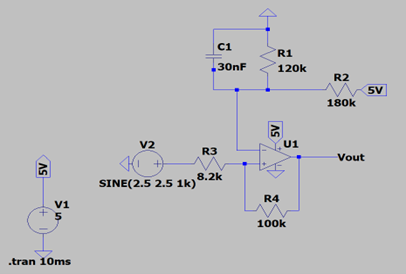 C1
30nF
R1
120k
R2
180k
5V
5V
U1
V2
R3
8.2k
Vout
SINE(2.5 2.5 1k)
R4
100k
5V
V1
5
.tran 10ms